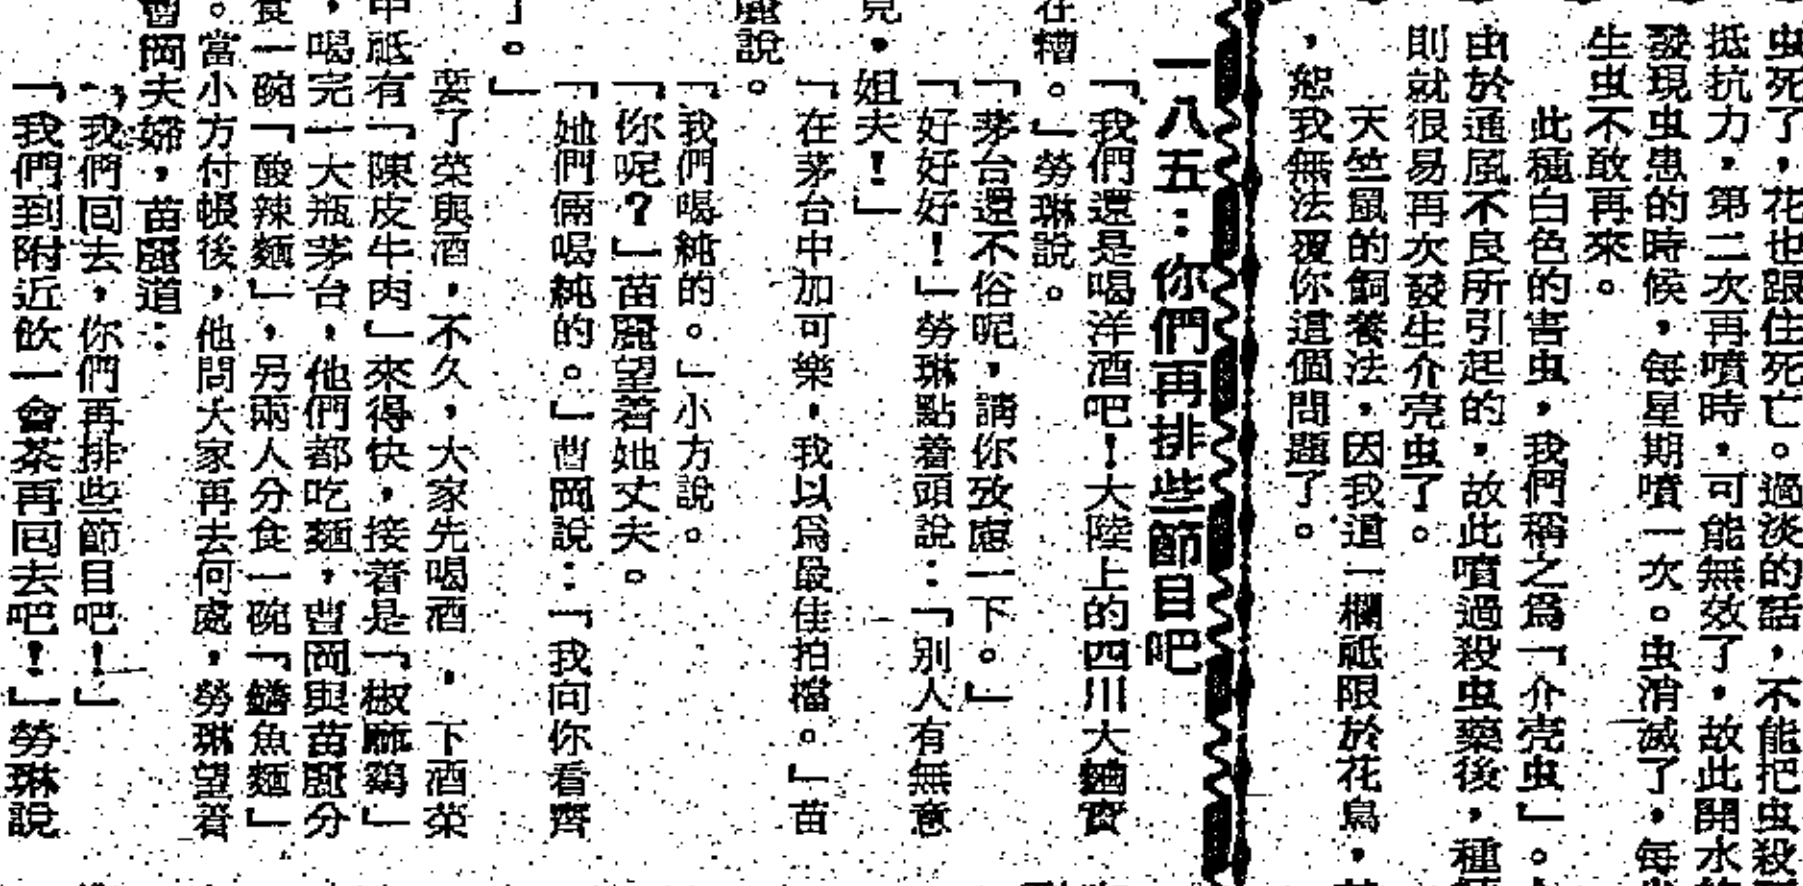 虫死了，花也跟住死亡。過淡的話，不能把虫殺
抵抗力，第二次再噴時，可能無效了，故此開水
發現虫患的時候，每星期噴一次。虫消滅了，每
生虫不敢再來。
此種白色的害虫，我們稱之爲「介壳虫」。
由於通風不良所引起的，故此噴過殺虫藥後，種
則就很易再次發生介壳虫了。
天竺鼠的飼養法，因我道一欄祗限於花鳥，
，恕我無法覆你這個問題了。
一八五：你們再排些節目吧
「我們還是喝洋酒吧！大陸上的四川大麯實
在糟。」勞琳說。
「茅台還不俗呢，請你攷慮一下。」
「好好好！」勞琳點着頭說：「別人有無意
見，姐夫！」
「在茅台中加可樂，我以爲最佳拍檔。」苗
麗說。
「我們喝純的。」小方說。
「你呢？」苗麗望着她丈夫。
「她們倆喝純的。」曹岡說：「我向你看齊
了。」
要了菜與酒，不久，大家先喝酒，下酒菜
中祗有「陳皮牛肉」來得快，接着是「椒麻鷄」
，喝完一大瓶茅台，他們都吃麵，曹岡與苗麗分
食一碗「酸辣麵」，另兩人分食一碗「鱔魚麵」
。當小方付帳後，他問大家再去何處，勞琳望着
曹岡夫婦，苗麗道：
「我們回去，你們再排些節目吧！」
「我們到附近飲一會茶再回去吧！」勞琳說